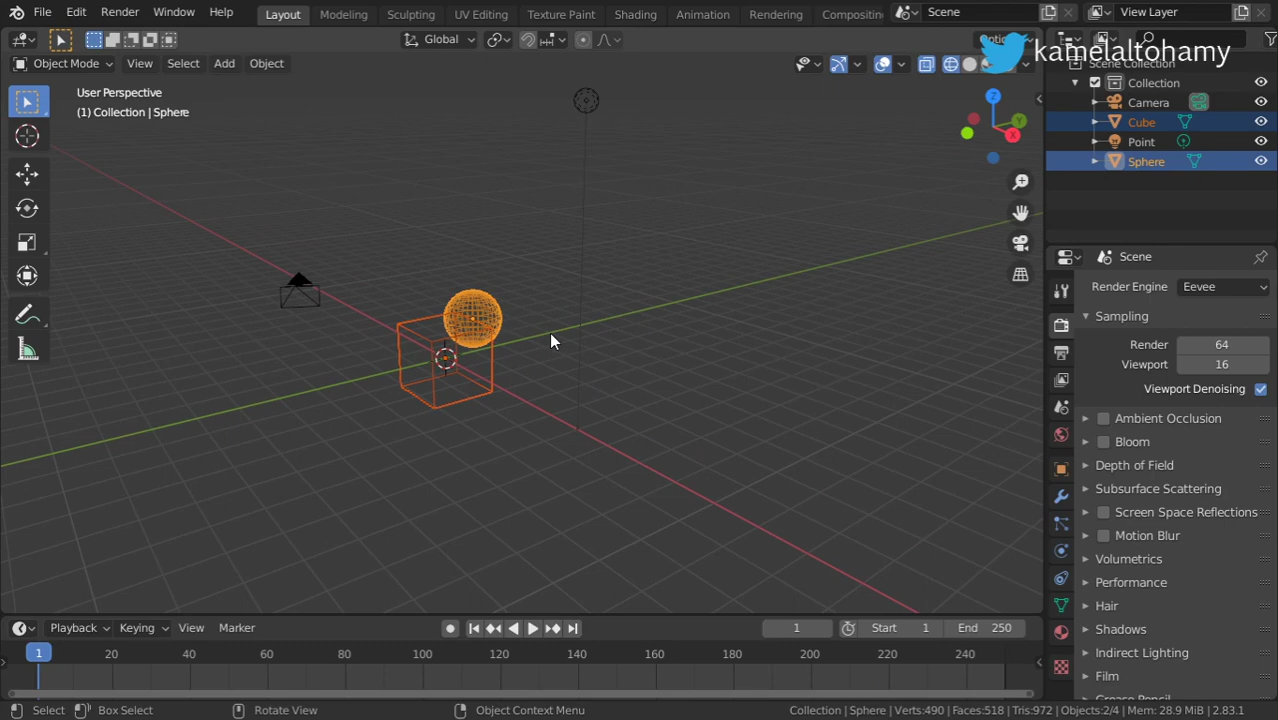 File Edit Render Window Help Layout Modeling Sculpting UV Editing Texture Paint Shading Animation Rendering Compositin Scene View Layer
Global Opti
kamelaltohamy
Object Mode View Select Add Object
Scene Collection
User Perspective
(1) Collection | Sphere
Z
Y
X
Collection
Camera
Cube
Point
Sphere
Scene
Render Engine Eevee
Sampling
Render 64
Viewport 16
Viewport Denoising
Ambient Occlusion
Bloom
Depth of Field
Subsurface Scattering
Screen Space Reflections
Motion Blur
Volumetrics
Performance
Hair
Shadows
Indirect Lighting
Film
Grease Pencil
Playback Keying View Marker 1 Start 1 End 250
1 20 40 60 80 100 120 140 160 180 200 220 240
Select Box Select Rotate View Object Context Menu Collection | Sphere | Verts:490 | Faces:518 | Tris:972 | Objects:2/4 | Mem: 28.9 MiB | 2.83.1